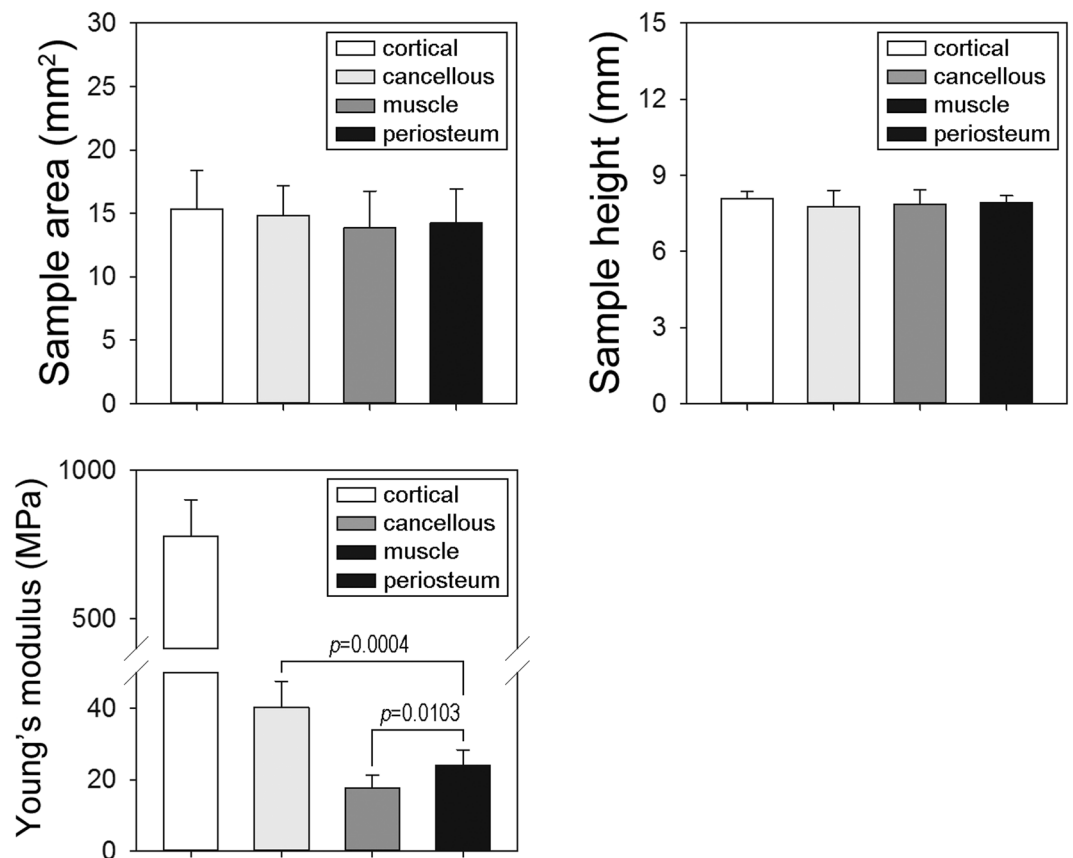 Sample area (mm²)
30
25
20
15
10
5
0
cortical
cancellous
muscle
periosteum
Sample height (mm)
15
12
9
6
3
0
cortical
cancellous
muscle
periosteum
Young's modulus (MPa)
1000
500
40
20
0
cortical
cancellous
muscle
periosteum
p=0.0004
p=0.0103